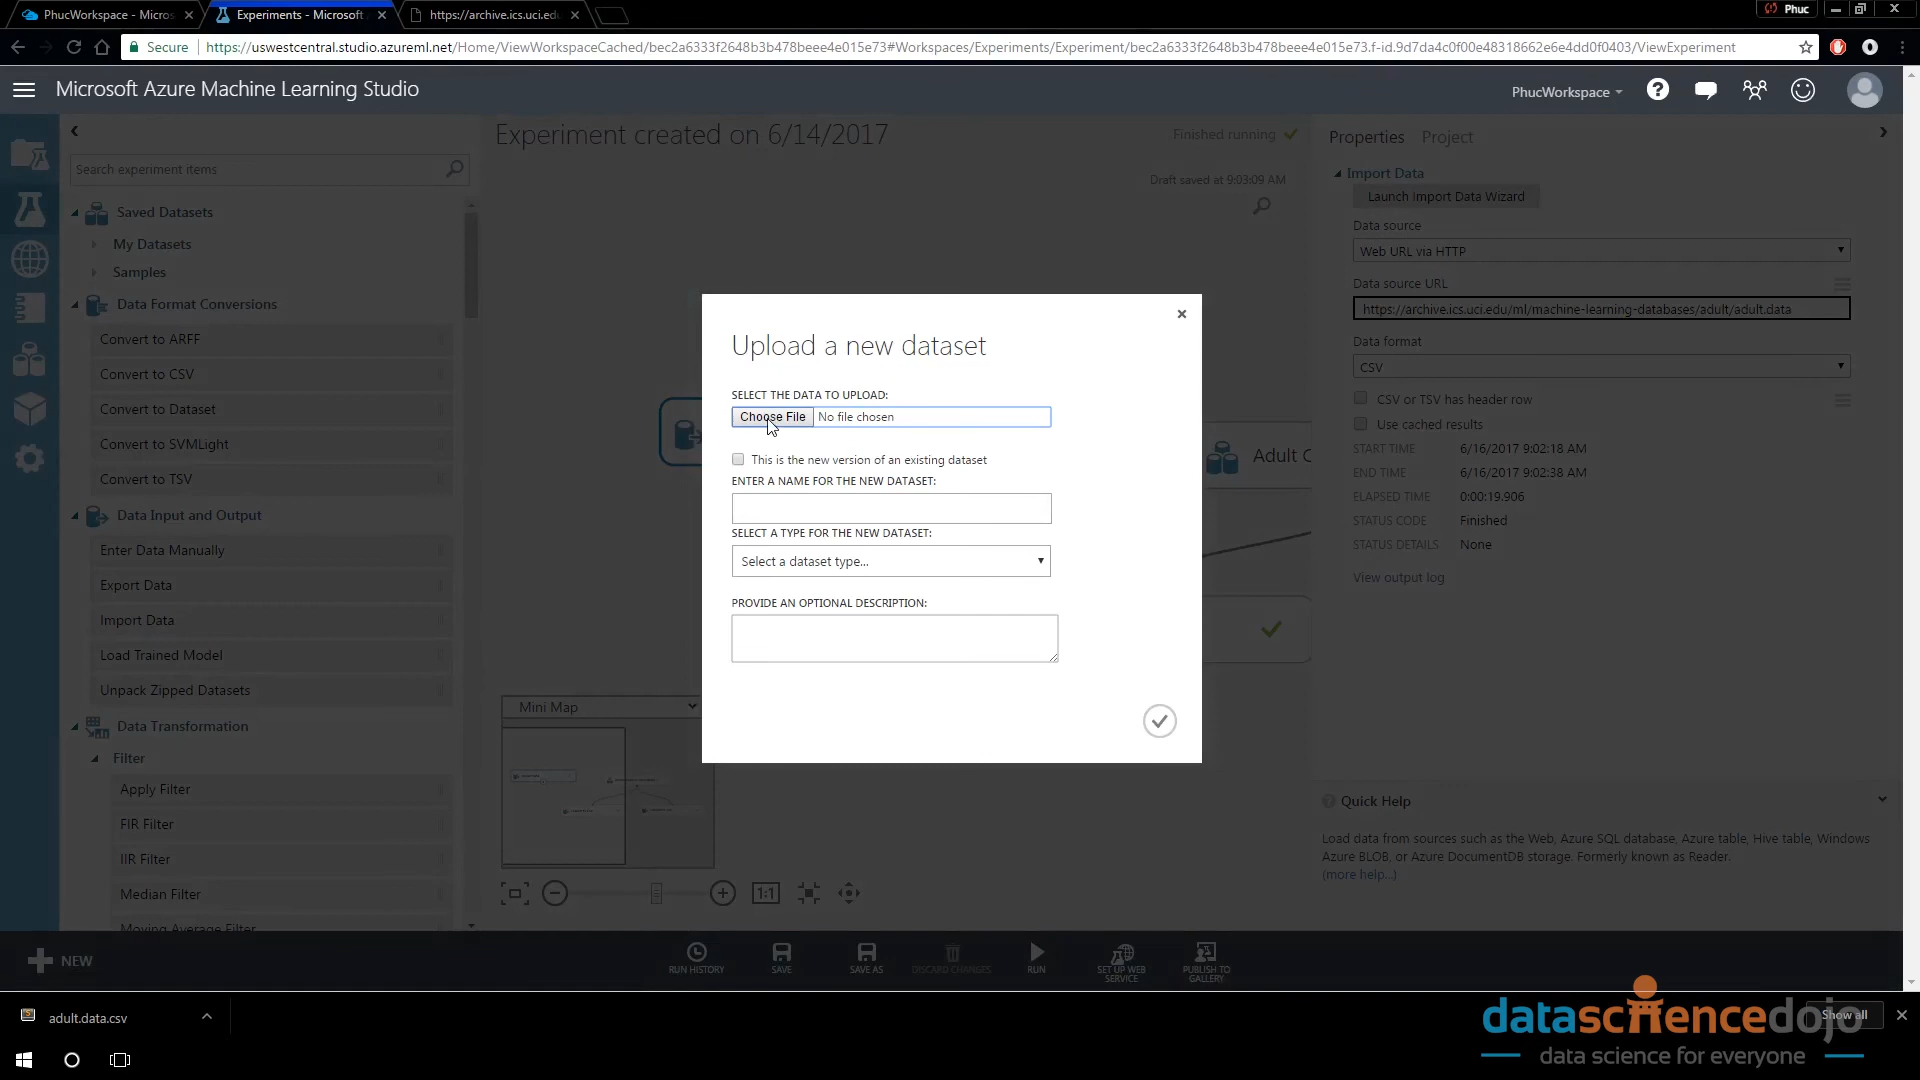 PhucWorkspace - Micros
Experiments - Microsoft
https://archive.ics.uci.edu
Phuc
Secure
https://uswestcentral.studio.azureml.net/Home/ViewWorkspaceCached/bec2a6333f2648b3b478beee4e015e73#Workspaces/Experiments/Experiment/bec2a6333f2648b3b478beee4e015e73.f-id.9d7da4c0f00e48318662e6e4dd0f0403/ViewExperiment
Microsoft Azure Machine Learning Studio
PhucWorkspace
Search experiment items
Saved Datasets
My Datasets
Samples
Data Format Conversions
Convert to ARFF
Convert to CSV
Convert to Dataset
Convert to SVMLight
Convert to TSV
Data Input and Output
Enter Data Manually
Export Data
Import Data
Load Trained Model
Unpack Zipped Datasets
Data Transformation
Filter
Apply Filter
FIR Filter
IIR Filter
Median Filter
Moving Average Filter
Experiment created on 6/14/2017
Finished running
Draft saved at 9:03:09 AM
Adult C
Mini Map
1:1
Upload a new dataset
SELECT THE DATA TO UPLOAD:
Choose File No file chosen
This is the new version of an existing dataset
ENTER A NAME FOR THE NEW DATASET:
SELECT A TYPE FOR THE NEW DATASET:
Select a dataset type...
PROVIDE AN OPTIONAL DESCRIPTION:
Properties Project
Import Data
Launch Import Data Wizard
Data source
Web URL via HTTP
Data source URL
https://archive.ics.uci.edu/ml/machine-learning-databases/adult/adult.data
Data format
CSV
CSV or TSV has header row
Use cached results
START TIME 6/16/2017 9:02:18 AM
END TIME 6/16/2017 9:02:38 AM
ELAPSED TIME 0:00:19.906
STATUS CODE Finished
STATUS DETAILS None
View output log
Quick Help
Load data from sources such as the Web, Azure SQL database, Azure table, Hive table, Windows
Azure BLOB, or Azure DocumentDB storage. Formerly known as Reader.
(more help...)
NEW
RUN HISTORY
SAVE
SAVE AS
DISCARD CHANGES
RUN
SET UP WEB
SERVICE
PUBLISH TO
GALLERY
adult.data.csv
Show all
datasciencedojo
data science for everyone